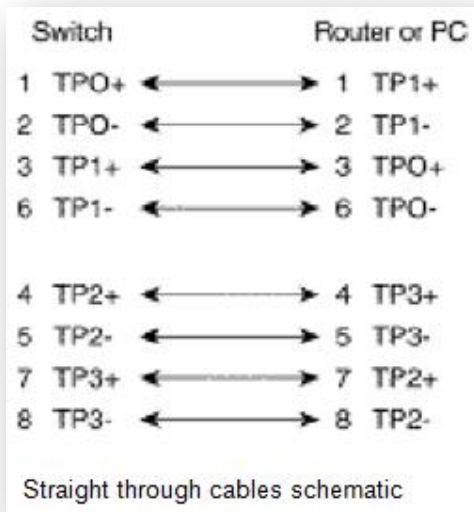 Switch Router or PC
1 TPO+ 1 TP1+
2 TPO- 2 TP1-
3 TP1+ 3 TPO+
6 TP1- 6 TPO-
4 TP2+ 4 TP3+
5 TP2- 5 TP3-
7 TP3+ 7 TP2+
8 TP3- 8 TP2-
Straight through cables schematic